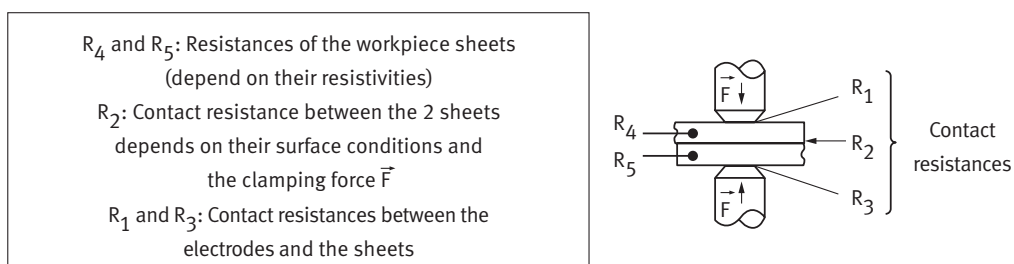 R4 and R5: Resistances of the workpiece sheets
(depend on their resistivities)
R2: Contact resistance between the 2 sheets
depends on their surface conditions and
the clamping force F⃗
R1 and R3: Contact resistances between the
electrodes and the sheets
F⃗
R1
R4
R2
R5
R3
F⃗
Contact
resistances